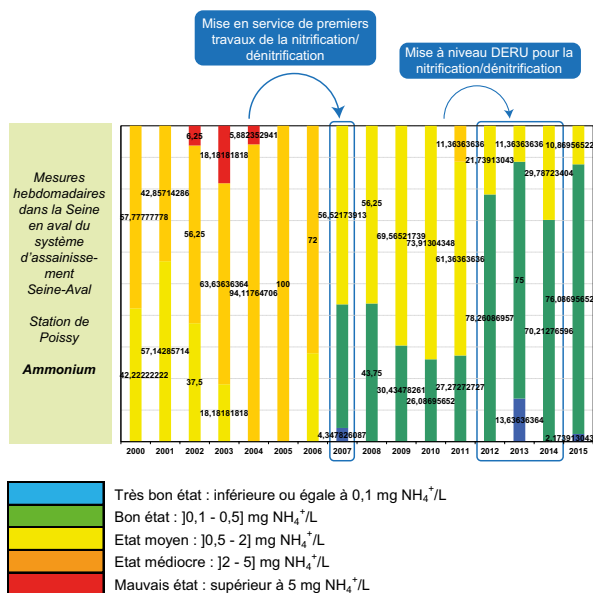 Mise en service de premiers
travaux de la nitrification/
dénitrification
Mise à niveau DERU pour la
nitrification/dénitrification
Mesures
hebdomadaires
dans la Seine
en aval du
système
d'assainisse-
ment
Seine-Aval
Station de
Poissy
Ammonium
6,25
5,882352941
11,36363636
11,36363636
10,86956522
18,18181818
21,73913043
29,78723404
42,85714286
56,25
69,56521739
57,77777778
56,52173913
73,91304348
56,25
72
61,36363636
63,63636364
94,11764706
100
75
76,08695652
78,26086957
70,21276596
57,14285714
43,75
42,22222222
37,5
30,43478261
27,27272727
26,08695652
18,18181818
13,63636364
4,347826087
2,173913043
2000 2001 2002 2003 2004 2005 2006 2007 2008 2009 2010 2011 2012 2013 2014 2015
Très bon état : inférieure ou égale à 0,1 mg NH₄⁺/L
Bon état : ]0,1 - 0,5] mg NH₄⁺/L
Etat moyen : ]0,5 - 2] mg NH₄⁺/L
Etat médiocre : ]2 - 5] mg NH₄⁺/L
Mauvais état : supérieur à 5 mg NH₄⁺/L